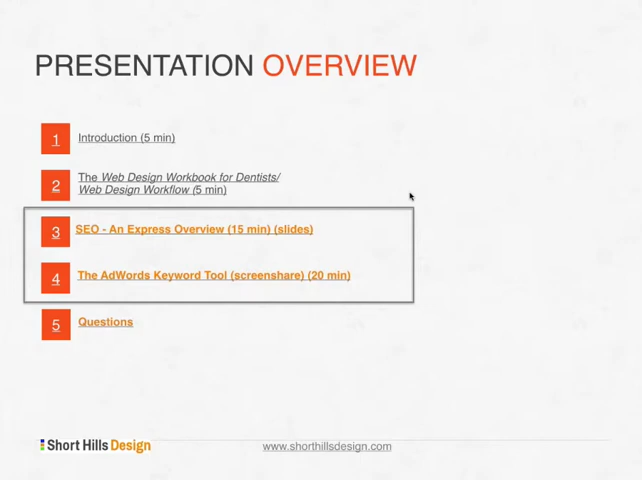 PRESENTATION OVERVIEW
1 Introduction (5 min)
2 The Web Design Workbook for Dentists/
Web Design Workflow (5 min)
3 SEO - An Express Overview (15 min) (slides)
4 The AdWords Keyword Tool (screenshare) (20 min)
5 Questions
Short Hills Design www.shorthillsdesign.com